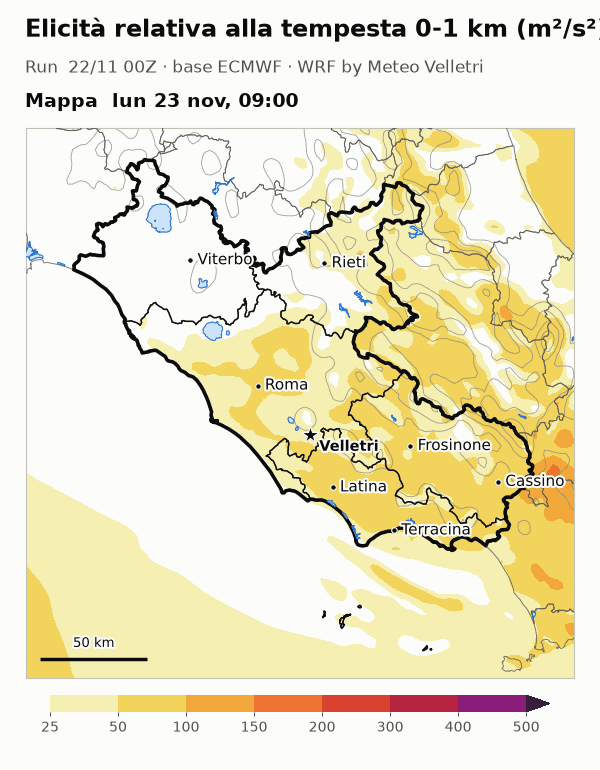 Elicità relativa alla tempesta 0-1 km (m²/s²)
Run  22/11 00Z · base ECMWF · WRF by Meteo Velletri
Mappa  lun 23 nov, 09:00
Viterbo
Rieti
Roma
Velletri
Frosinone
Cassino
Latina
Terracina
50 km
25 50 100 150 200 300 400 500